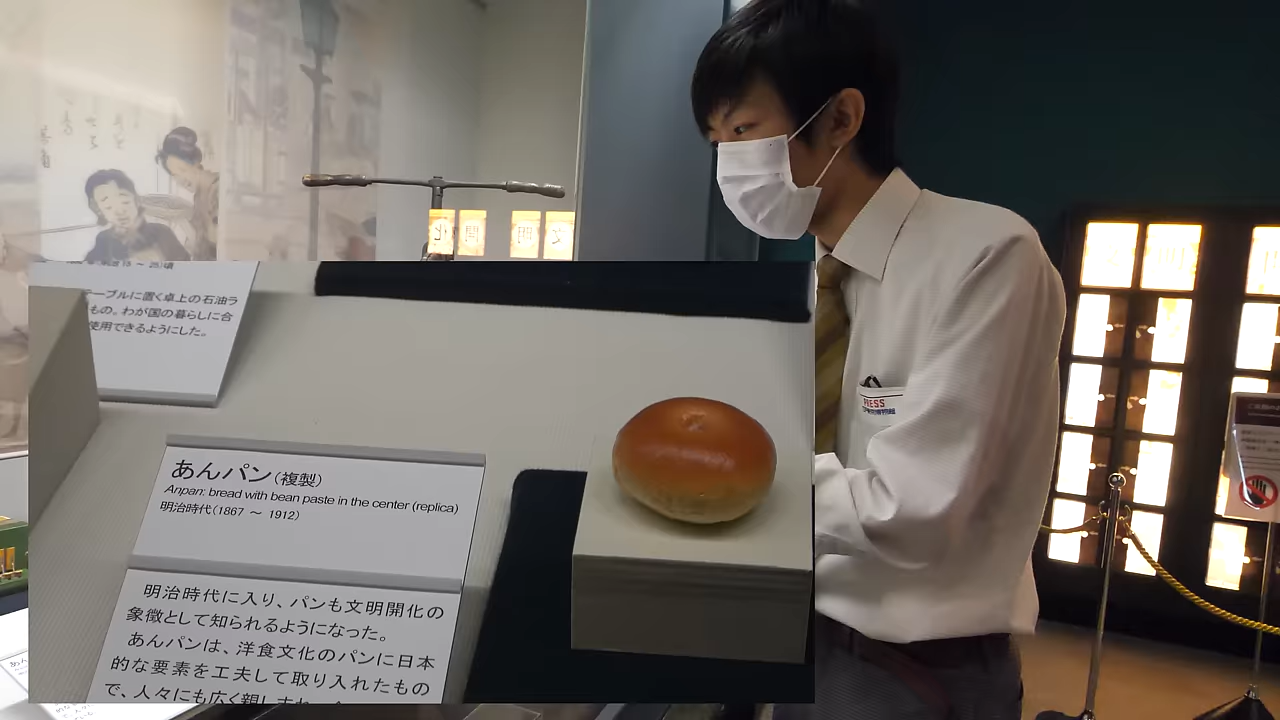 化 開 明 文
テーブルに置く卓上の石油ラ
もの。わが国の暮らしに合
使用できるようにした。
あんパン(複製)
Anpan: bread with bean paste in the center (replica)
明治時代(1867 ～ 1912)
明治時代に入り、パンも文明開化の
象徴として知られるようになった。
あんパンは、洋食文化のパンに日本
的な要素を工夫して取り入れたもの
で、人々にも広く親しまれ
PRESS